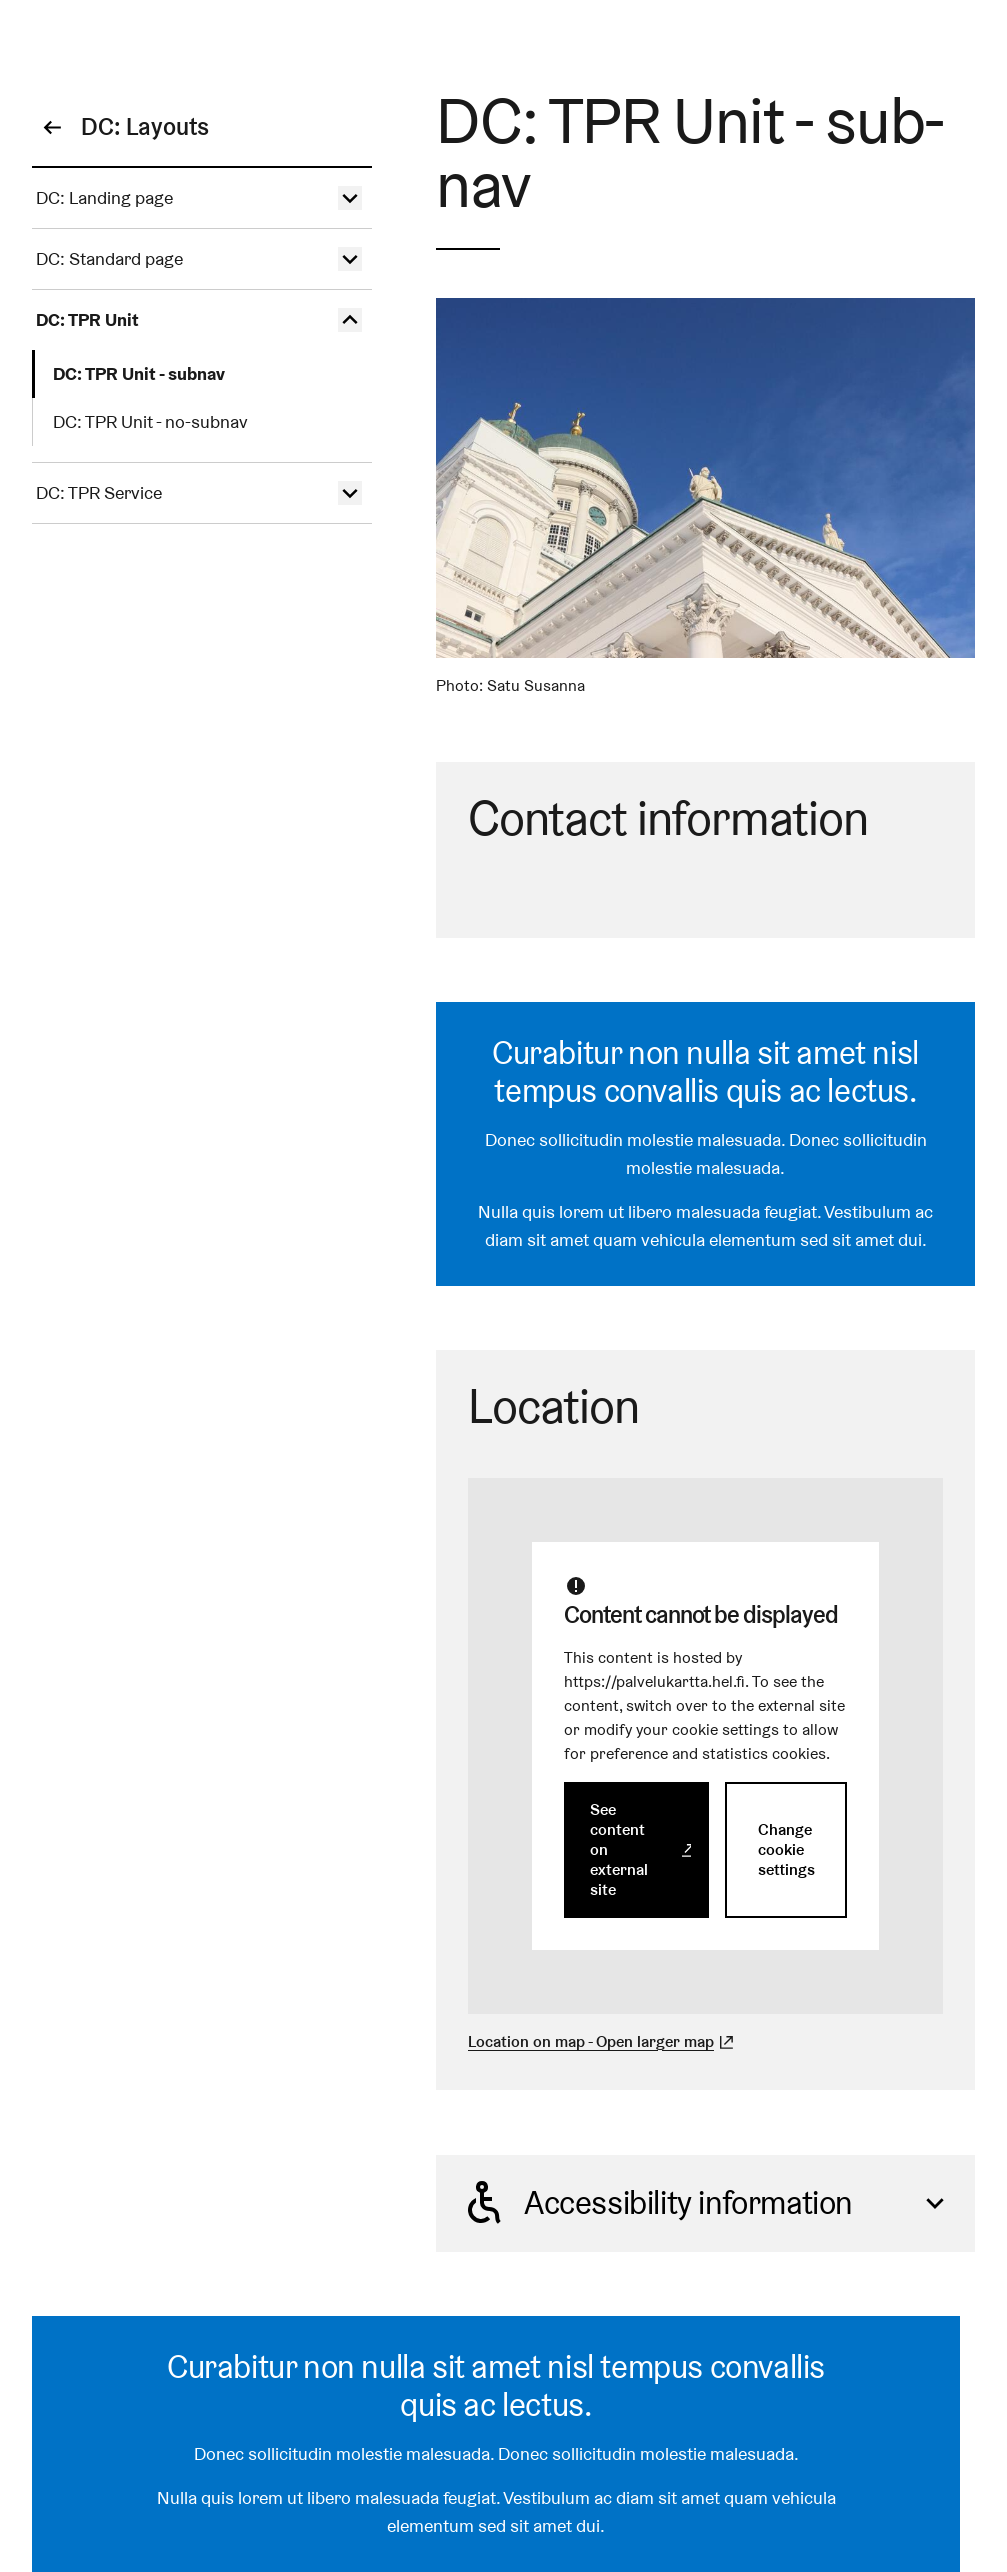 DC: Layouts
DC: Landing page
DC: Standard page
DC: TPR Unit
DC: TPR Unit - subnav
DC: TPR Unit - no-subnav
DC: TPR Service
DC: TPR Unit - sub-
nav
Photo: Satu Susanna
Contact information
Curabitur non nulla sit amet nisl
tempus convallis quis ac lectus.
Donec sollicitudin molestie malesuada. Donec sollicitudin
molestie malesuada.
Nulla quis lorem ut libero malesuada feugiat. Vestibulum ac
diam sit amet quam vehicula elementum sed sit amet dui.
Location
Content cannot be displayed
This content is hosted by
https://palvelukartta.hel.fi. To see the
content, switch over to the external site
or modify your cookie settings to allow
for preference and statistics cookies.
See
content
on
external
site
Change
cookie
settings
Location on map - Open larger map
Accessibility information
Curabitur non nulla sit amet nisl tempus convallis
quis ac lectus.
Donec sollicitudin molestie malesuada. Donec sollicitudin molestie malesuada.
Nulla quis lorem ut libero malesuada feugiat. Vestibulum ac diam sit amet quam vehicula
elementum sed sit amet dui.